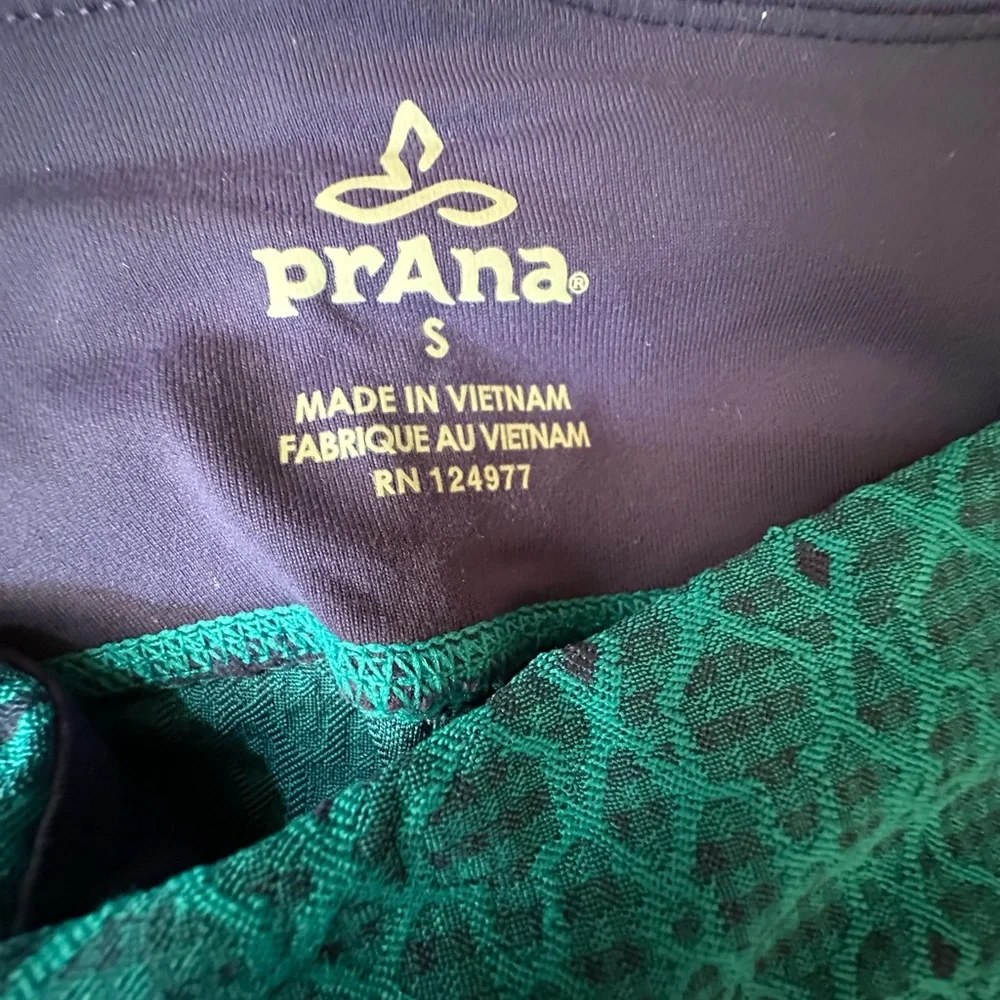 prAna®
S
MADE IN VIETNAM
FABRIQUE AU VIETNAM
RN 124977